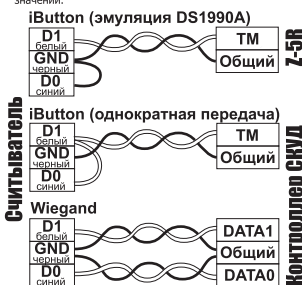 значений.
iButton (эмуляция DS1990A)
D1
белый
GND
черный
D0
синий
TM
Общий
Z-5R
Считыватель
iButton (однократная передача)
D1
белый
GND
черный
D0
синий
TM
Общий
Контроллер СКУД
Wiegand
D1
белый
GND
черный
D0
синий
DATA1
Общий
DATA0